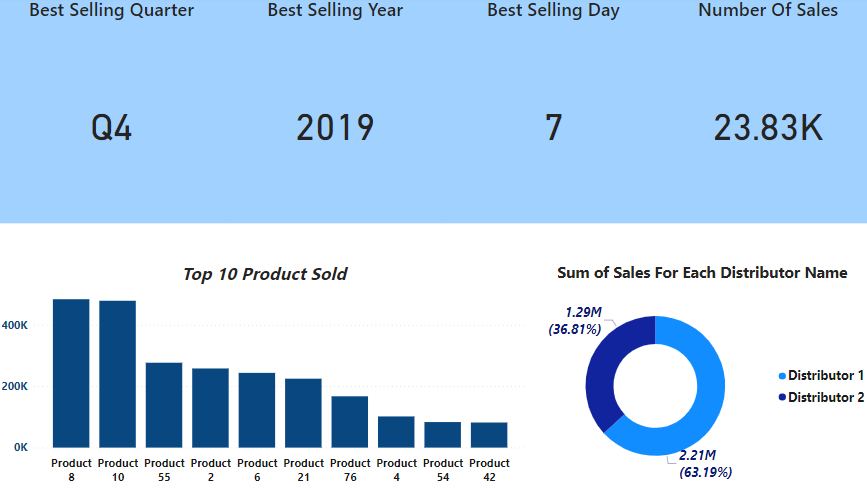 Best Selling Quarter
Best Selling Year
Best Selling Day
Number Of Sales
Q4
2019
7
23.83K
Top 10 Product Sold
400K
200K
0K
Product 8
Product 10
Product 55
Product 2
Product 6
Product 21
Product 76
Product 4
Product 54
Product 42
Sum of Sales For Each Distributor Name
1.29M
(36.81%)
2.21M
(63.19%)
Distributor 1
Distributor 2